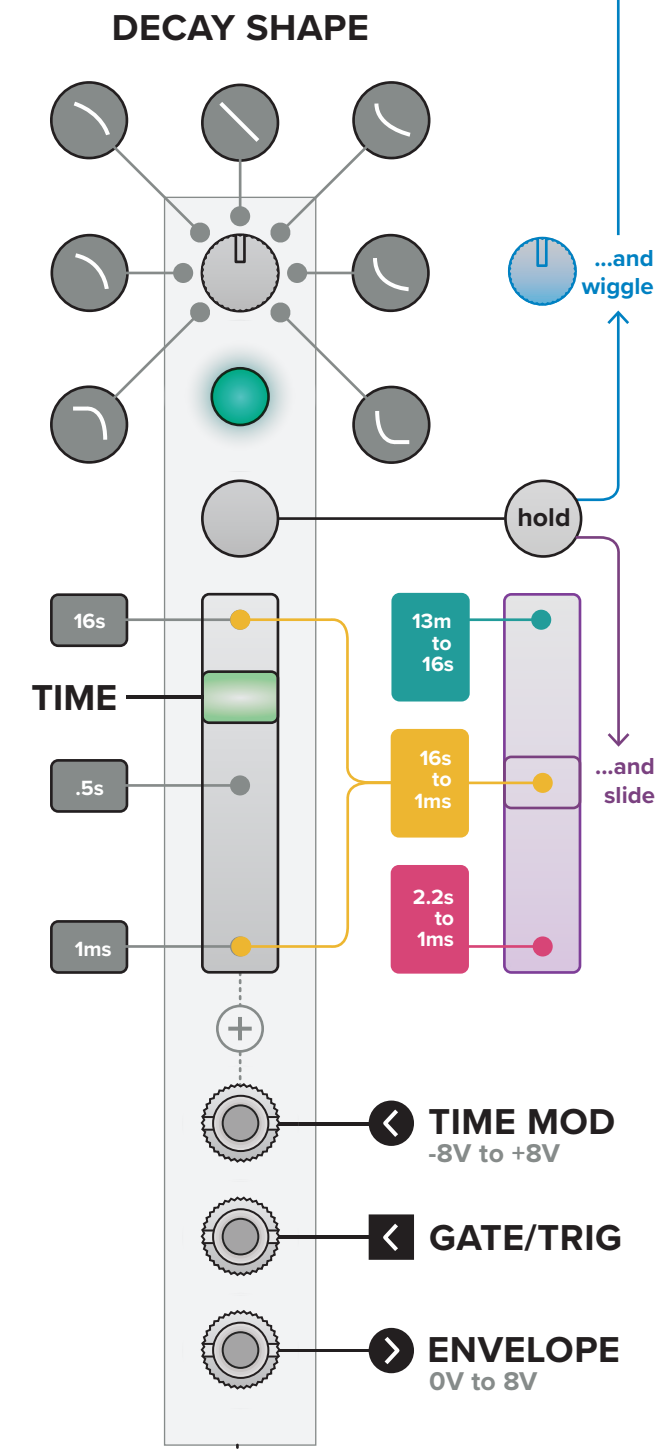 DECAY SHAPE
...and
wiggle
hold
16s
13m
to
16s
TIME
.5s
16s
to
1ms
...and
slide
1ms
2.2s
to
1ms
TIME MOD
-8V to +8V
GATE/TRIG
ENVELOPE
0V to 8V